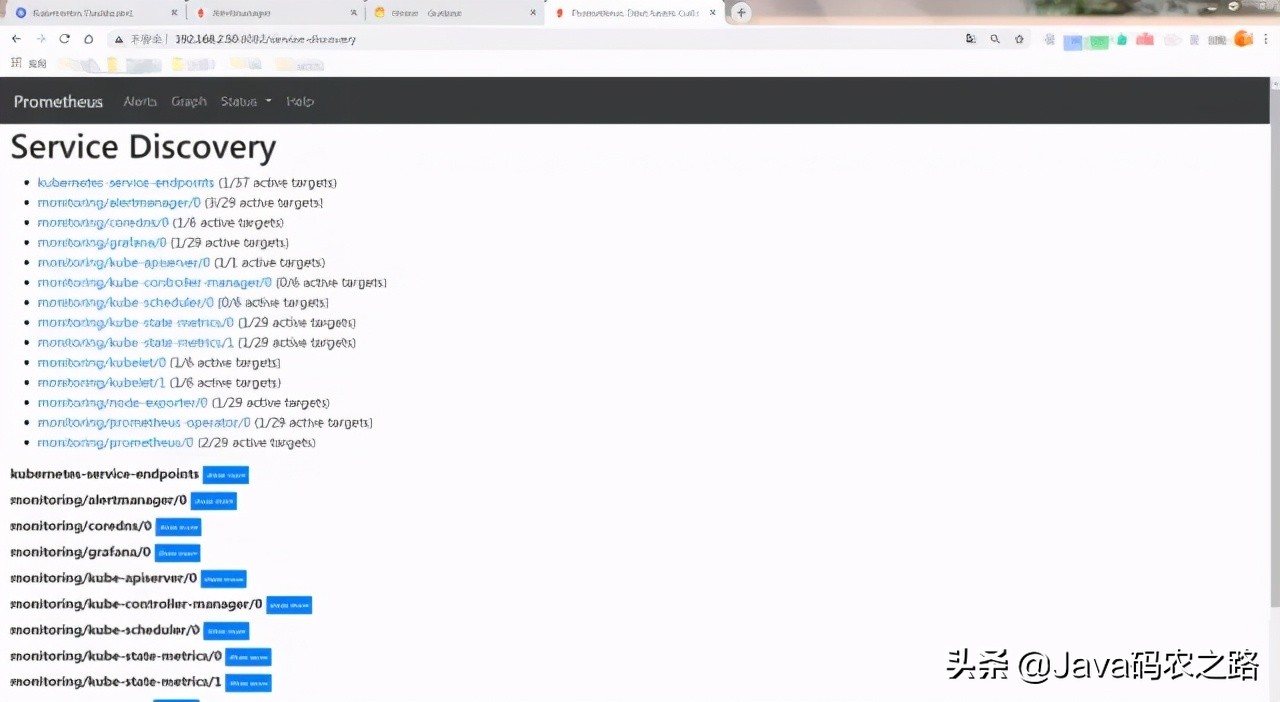 Kubernetes Dashboard
Alertmanager
Home - Grafana
Prometheus Time Series Colle
不安全
/service-discovery
应用
Prometheus Alerts Graph Status Help
Service Discovery
kubernetes-service-endpoints (1/57 active targets)
monitoring/alertmanager/0 (3/29 active targets)
monitoring/coredns/0 (1/6 active targets)
monitoring/grafana/0 (1/29 active targets)
monitoring/kube-apiserver/0 (1/1 active targets)
monitoring/kube-controller-manager/0 (0/6 active targets)
monitoring/kube-scheduler/0 (0/6 active targets)
monitoring/kube-state-metrics/0 (1/29 active targets)
monitoring/kube-state-metrics/1 (1/29 active targets)
monitoring/kubelet/0 (1/6 active targets)
monitoring/kubelet/1 (1/6 active targets)
monitoring/node-exporter/0 (1/29 active targets)
monitoring/prometheus-operator/0 (1/29 active targets)
monitoring/prometheus/0 (2/29 active targets)
kubernetes-service-endpoints show more
monitoring/alertmanager/0 show more
monitoring/coredns/0 show more
monitoring/grafana/0 show more
monitoring/kube-apiserver/0 show more
monitoring/kube-controller-manager/0 show more
monitoring/kube-scheduler/0 show more
monitoring/kube-state-metrics/0 show more
monitoring/kube-state-metrics/1 show more
头条 @Java码农之路